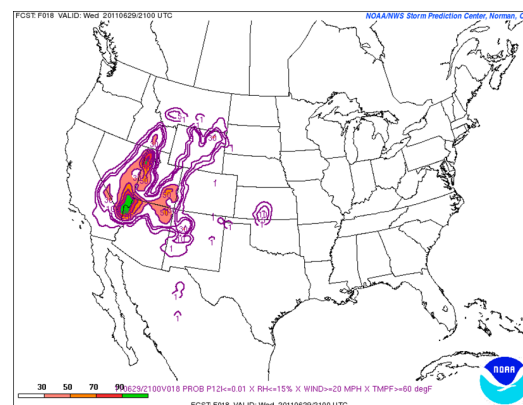 FCST: F018 VALID: Wed 20110629/2100 UTC
NOAA/NWS Storm Prediction Center, Norman, O
30 50 70 90
110629/2100V018 PROB P12I<=0.01 X RH<=15% X WIND>=20 MPH X TMPF>=60 degF
NOAA
FCST: F018 VALID: Wed 20110629/2100 UTC